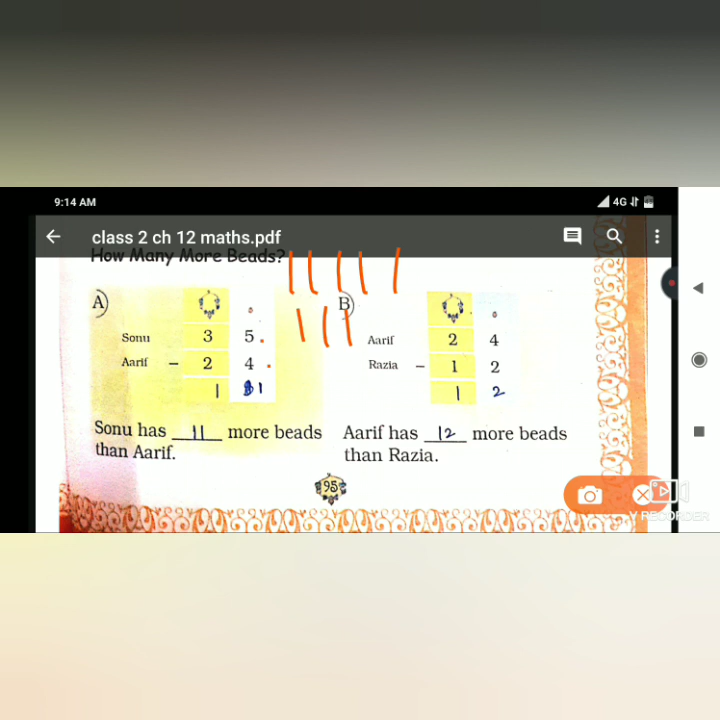 9:14 AM
4G
class 2 ch 12 maths.pdf
How Many More Beads?
A)
Sonu 3 5
Aarif - 2 4
1 1
Sonu has 11 more beads
than Aarif.
B)
Aarif 2 4
Razia - 1 2
1 2
Aarif has 12 more beads
than Razia.
95
Y RECORDER